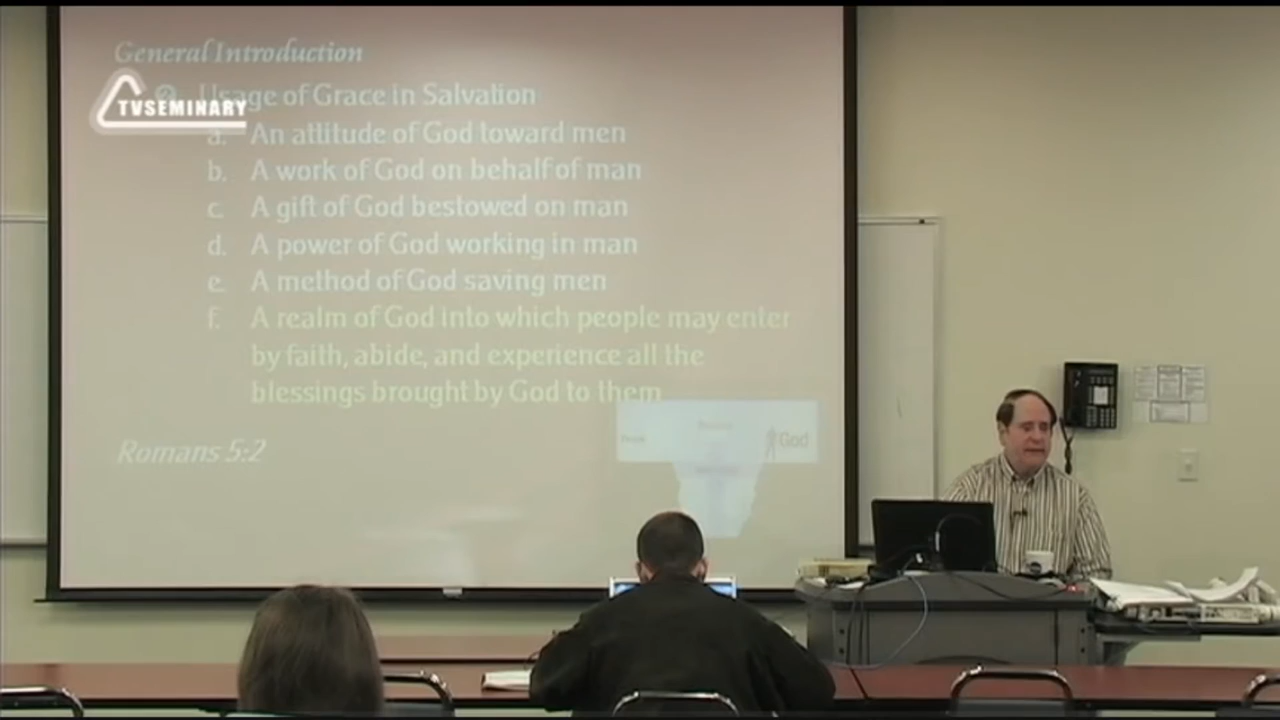 General Introduction
TVSEMINARY
Usage of Grace in Salvation
a. An attitude of God toward men
b. A work of God on behalf of man
c. A gift of God bestowed on man
d. A power of God working in man
e. A method of God saving men
f. A realm of God into which people may enter
by faith, abide, and experience all the
blessings brought by God to them
God
Romans 5:2